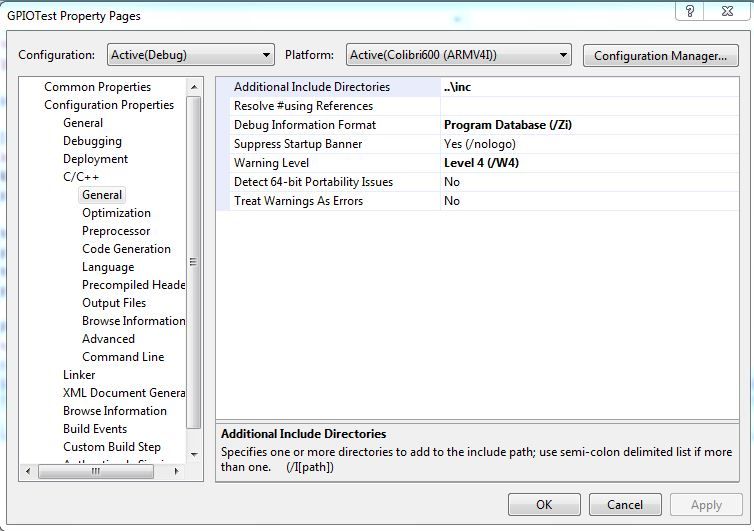 GPIOTest Property Pages
Configuration: Active(Debug) Platform: Active(Colibri600 (ARMV4I)) Configuration Manager...
Common Properties
Configuration Properties
General
Debugging
Deployment
C/C++
General
Optimization
Preprocessor
Code Generation
Language
Precompiled Heade
Output Files
Browse Information
Advanced
Command Line
Linker
XML Document Genera
Browse Information
Build Events
Custom Build Step
Additional Include Directories ..\inc
Resolve #using References
Debug Information Format Program Database (/Zi)
Suppress Startup Banner Yes (/nologo)
Warning Level Level 4 (/W4)
Detect 64-bit Portability Issues No
Treat Warnings As Errors No
Additional Include Directories
Specifies one or more directories to add to the include path; use semi-colon delimited list if more
than one. (/I[path])
OK Cancel Apply